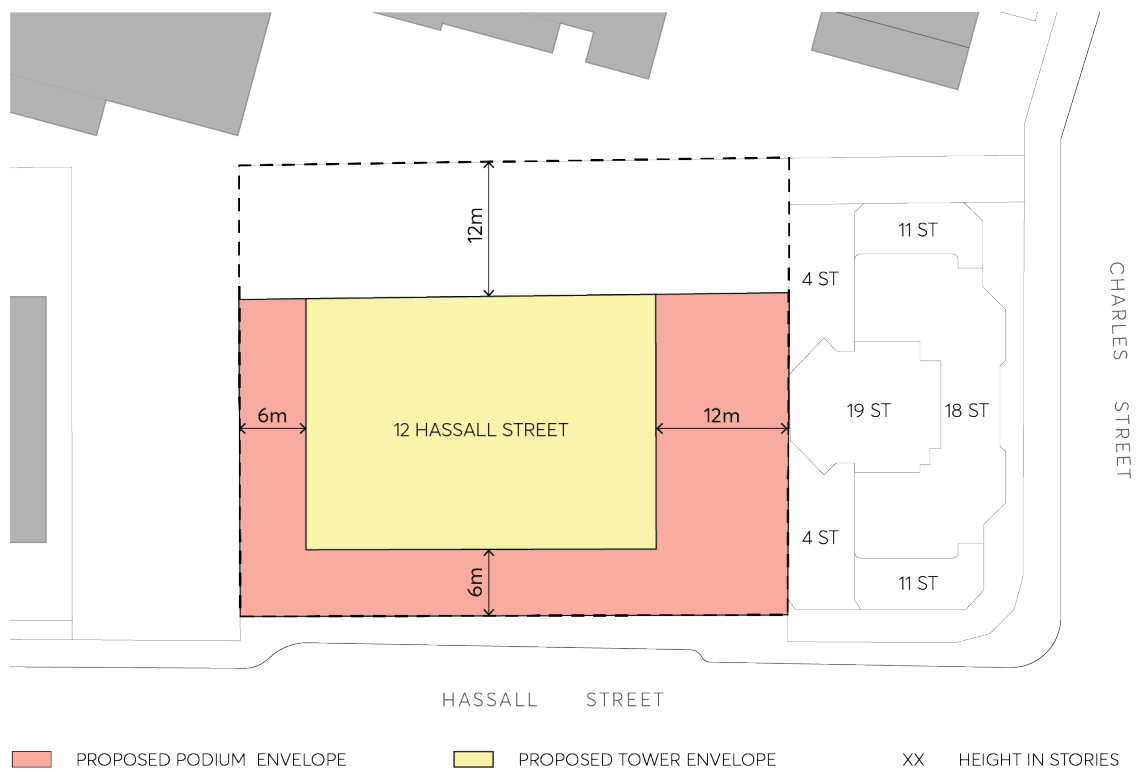 12m
11 ST
4 ST
CHARLES STREET
6m
12 HASSALL STREET
12m
19 ST
18 ST
4 ST
6m
11 ST
HASSALL STREET
PROPOSED PODIUM ENVELOPE
PROPOSED TOWER ENVELOPE
XX HEIGHT IN STORIES